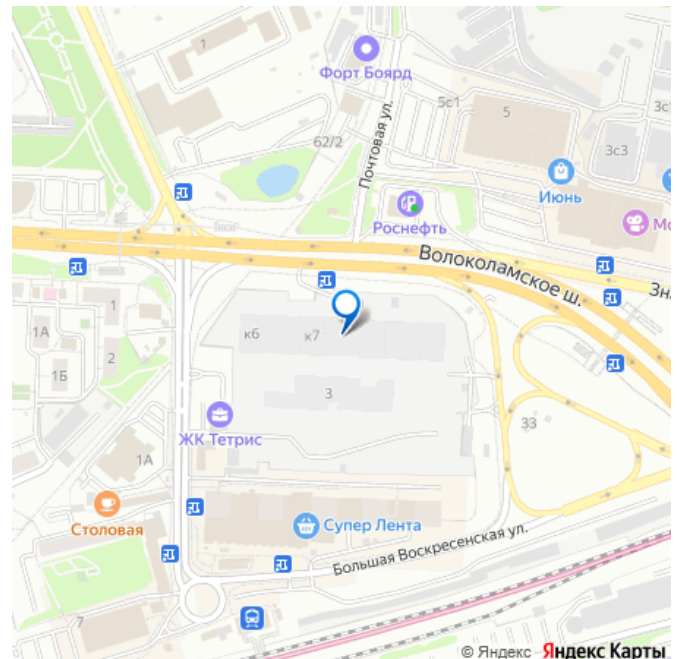 1
Форт Боярд
Почтовая ул.
62/2
5с1
5
3с1
3с3
Июнь
Роснефть
Волоколамское ш.
1
1А
2
1Б
к6
к7
3
ЖК Тетрис
33
1А
Столовая
Супер Лента
Большая Воскресенская ул.
7
© Яндекс Яндекс Карты